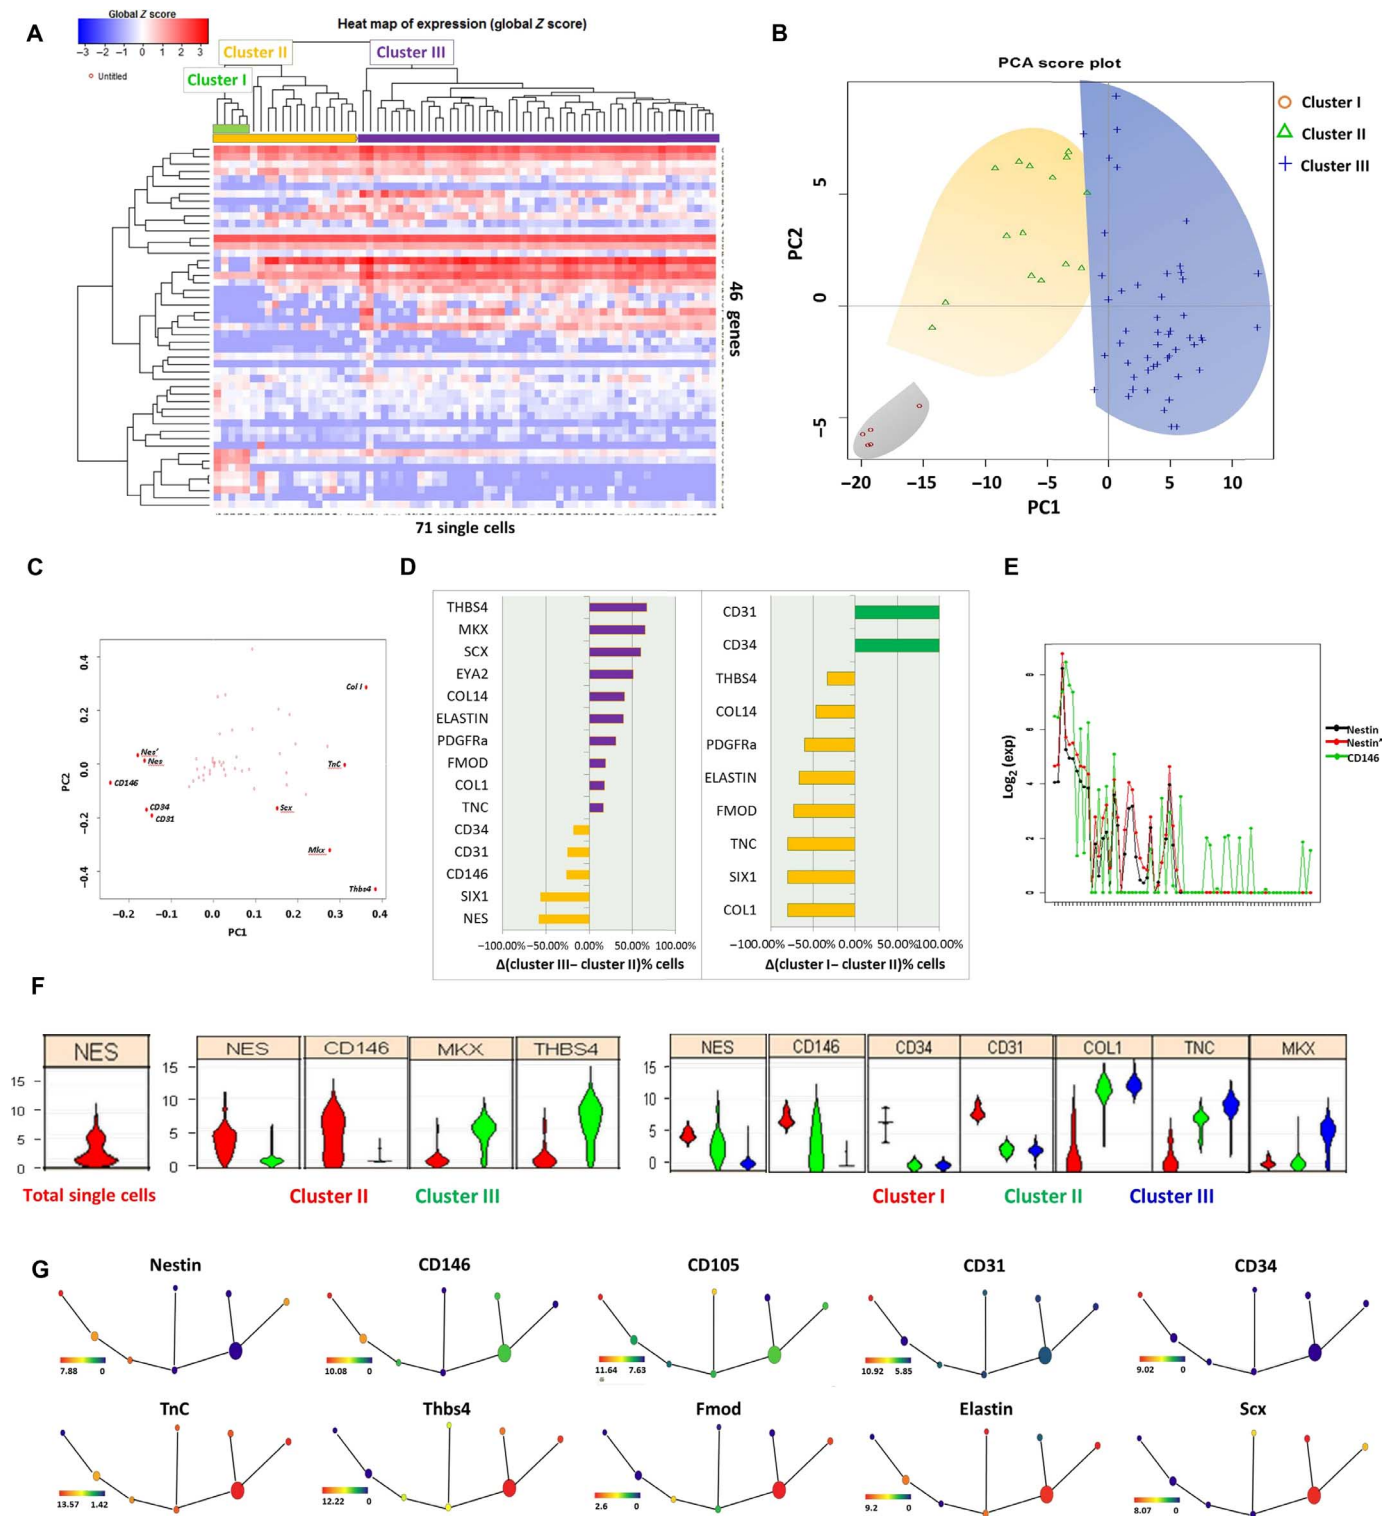 A
Global Z score
−3 −2 −1 0 1 2 3
Untitled
Heat map of expression (global Z score)
Cluster II
Cluster III
Cluster I
46 genes
71 single cells
B
PCA score plot
Cluster I
Cluster II
Cluster III
PC2
5
0
−5
−20 −15 −10 −5 0 5 10
PC1
C
PC2
0.4
0.2
0.0
−0.2
−0.4
Col I
Nes′
Nes
TnC
CD146
CD34
CD31
Scx
Mkx
Thbs4
−0.2 0.0 0.1 0.2 0.3 0.4
PC1
D
THBS4
MKX
SCX
EYA2
COL14
ELASTIN
PDGFRa
FMOD
COL1
TNC
CD34
CD31
CD146
SIX1
NES
−100.00% −50.00% 0.00% 50.00% 100.00%
Δ(cluster III− cluster II)% cells
CD31
CD34
THBS4
COL14
PDGFRa
ELASTIN
FMOD
TNC
SIX1
COL1
−100.00% −50.00% 0.00% 50.00% 100.00%
Δ(cluster I− cluster II)% cells
E
Log2 (exp)
8
6
4
2
0
Nestin
Nestin′
CD146
F
NES
15
10
5
0
Total single cells
NES CD146 MKX THBS4
15
10
5
0
Cluster II Cluster III
NES CD146 CD34 CD31 COL1 TNC MKX
15
10
5
0
Cluster I Cluster II Cluster III
G
Nestin CD146 CD105 CD31 CD34
7.88 0
10.08 0
11.64 7.63
10.92 5.85
9.02 0
TnC Thbs4 Fmod Elastin Scx
13.57 1.42
12.22 0
2.6 0
9.2 0
8.07 0